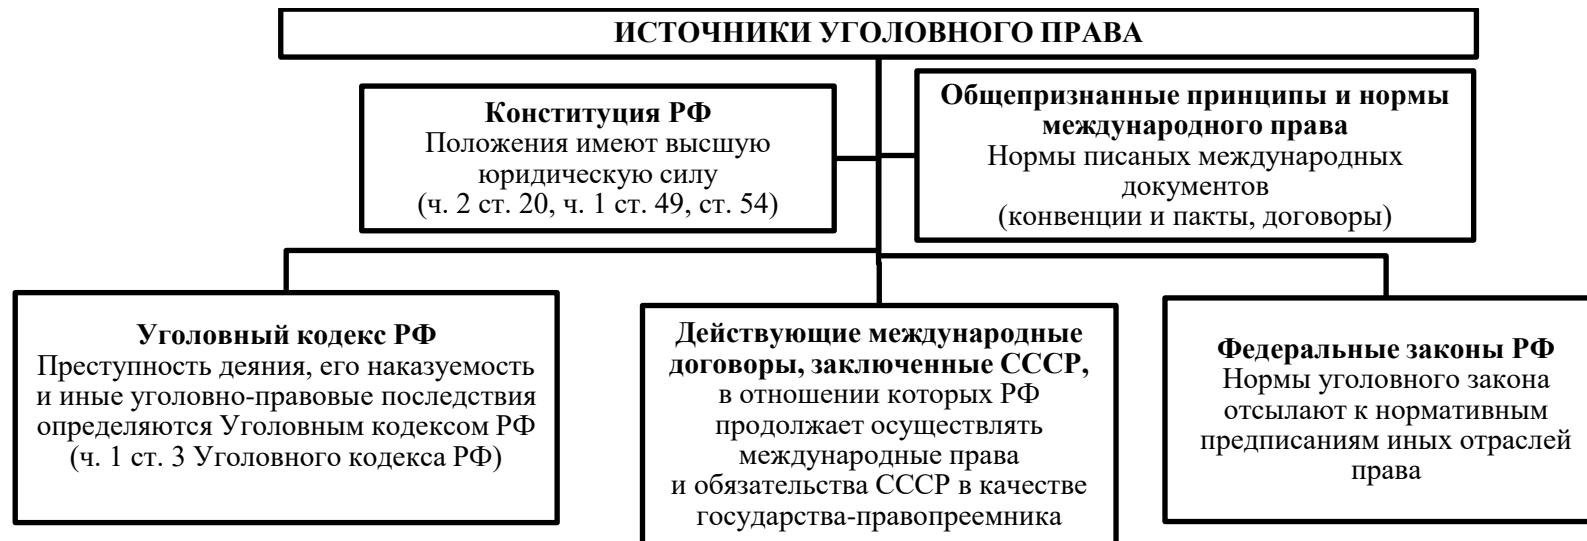 ИСТОЧНИКИ УГОЛОВНОГО ПРАВА
Конституция РФ
Положения имеют высшую
юридическую силу
(ч. 2 ст. 20, ч. 1 ст. 49, ст. 54)
Общепризнанные принципы и нормы
международного права
Нормы писаных международных
документов
(конвенции и пакты, договоры)
Уголовный кодекс РФ
Преступность деяния, его наказуемость
и иные уголовно-правовые последствия
определяются Уголовным кодексом РФ
(ч. 1 ст. 3 Уголовного кодекса РФ)
Действующие международные
договоры, заключенные СССР,
в отношении которых РФ
продолжает осуществлять
международные права
и обязательства СССР в качестве
государства-правопреемника
Федеральные законы РФ
Нормы уголовного закона
отсылают к нормативным
предписаниям иных отраслей
права